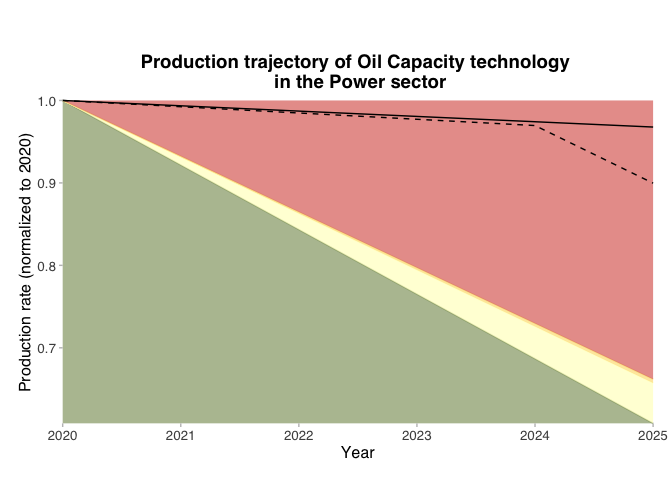 Production trajectory of Oil Capacity technology
in the Power sector
Production rate (normalized to 2020)
1.0
0.9
0.8
0.7
2020 2021 2022 2023 2024 2025
Year